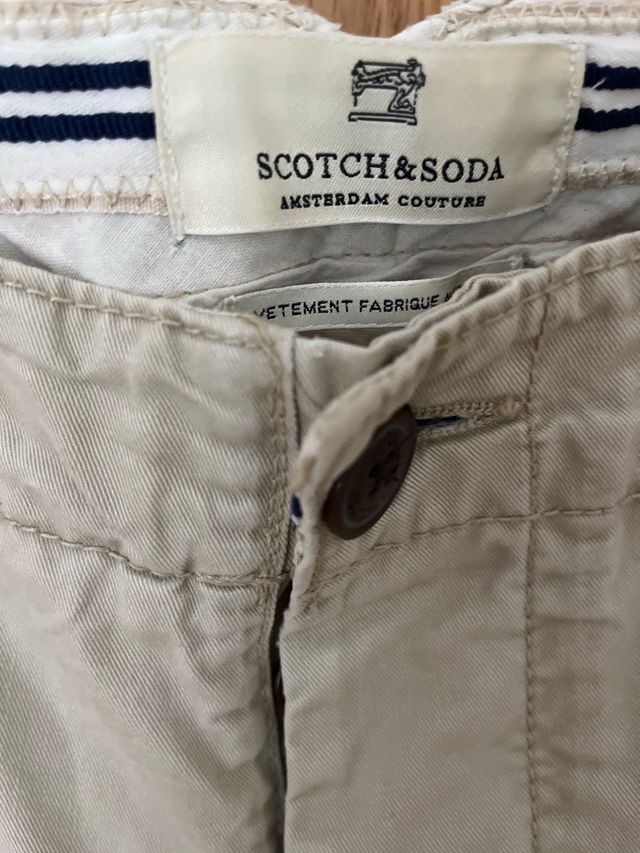 SCOTCH&SODA
AMSTERDAM COUTURE
VETEMENT FABRIQUE